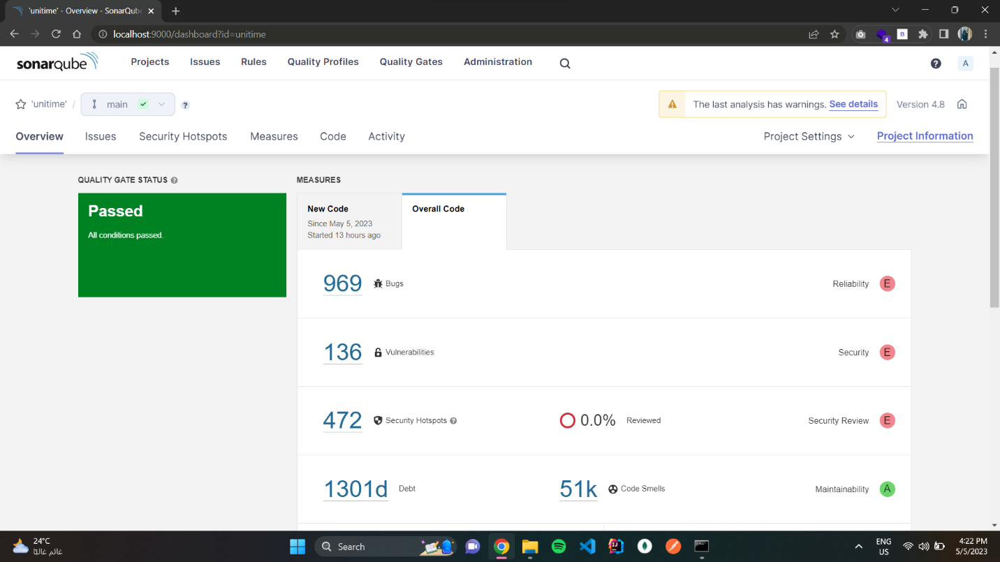 'unitime' - Overview - SonarQube
localhost:9000/dashboard?id=unitime
4
B
sonarqube
Projects
Issues
Rules
Quality Profiles
Quality Gates
Administration
?
A
'unitime' /
main
?
The last analysis has warnings. See details
Version 4.8
Overview
Issues
Security Hotspots
Measures
Code
Activity
Project Settings
Project Information
QUALITY GATE STATUS ?
MEASURES
Passed
All conditions passed.
New Code
Since May 5, 2023
Started 13 hours ago
Overall Code
969 Bugs
Reliability E
136 Vulnerabilities
Security E
472 Security Hotspots ?
0.0% Reviewed
Security Review E
1301d Debt
51k Code Smells
Maintainability A
24°C
غائم غالبًا
Search
ENG
US
4:22 PM
5/5/2023